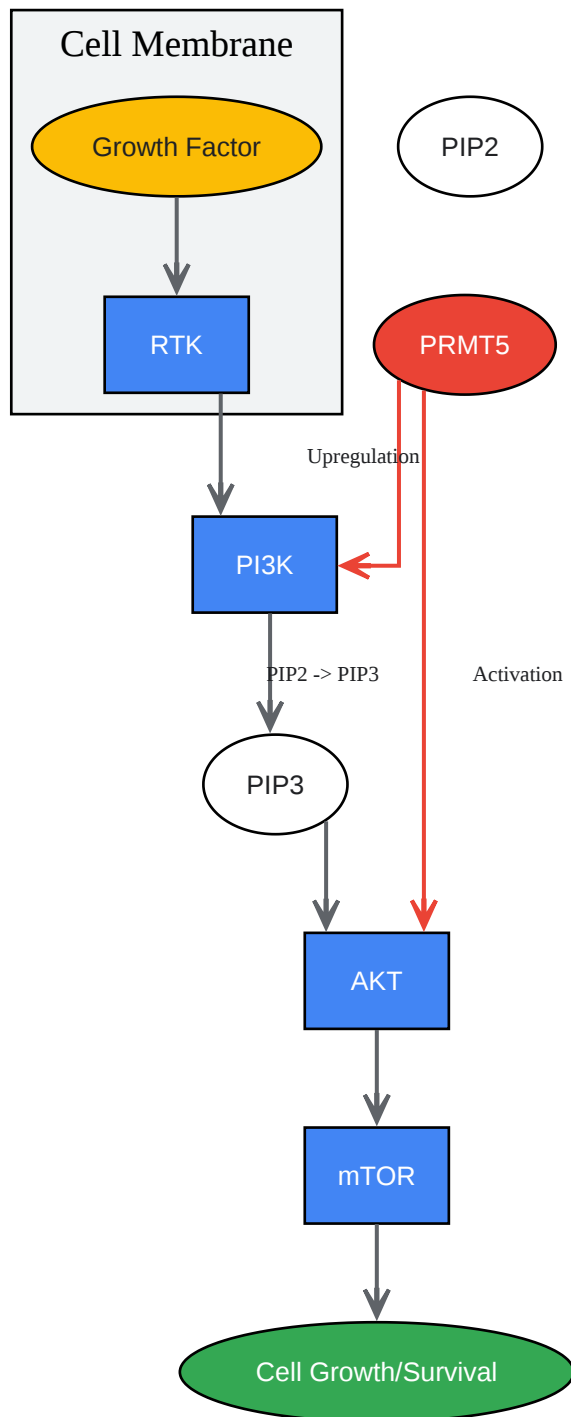 Cell Membrane
Growth Factor
PIP2
RTK
PRMT5
Upregulation
PI3K
PIP2 -> PIP3
Activation
PIP3
AKT
mTOR
Cell Growth/Survival